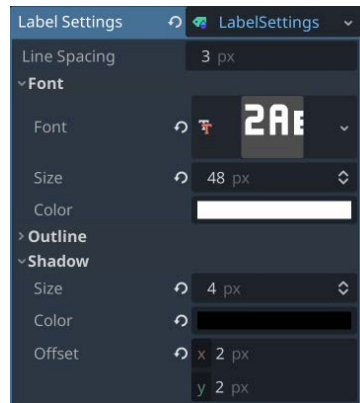 Label Settings LabelSettings
Line Spacing 3 px
Font
Font 2AE
Size 48 px
Color
Outline
Shadow
Size 4 px
Color
Offset x 2 px
y 2 px